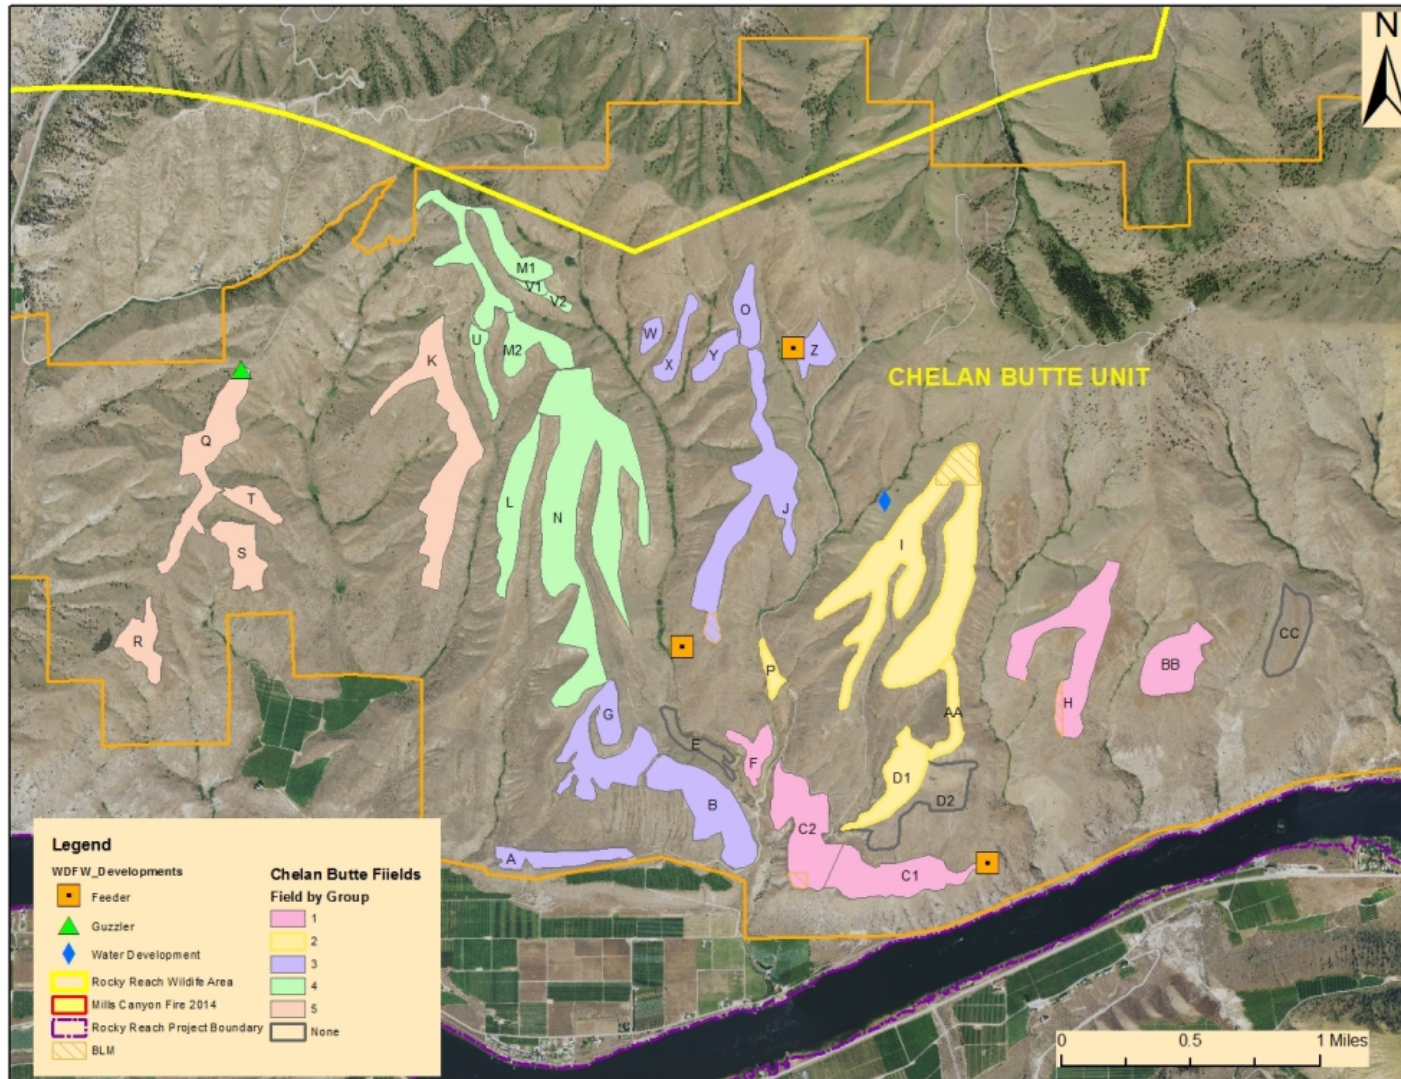 N
M1
V1
V2
O
W
U
M2
Y
Z
K
X
CHELAN BUTTE UNIT
Q
T
L
N
J
S
I
CC
R
BB
P
H
G
AA
E
F
D1
B
D2
C2
A
C1
Legend
WDFW_Developments
Feeder
Guzzler
Water Development
Rocky Reach Wildife Area
Mills Canyon Fire 2014
Rocky Reach Project Boundary
BLM
Chelan Butte Fiields
Field by Group
1
2
3
4
5
None
0 0.5 1 Miles